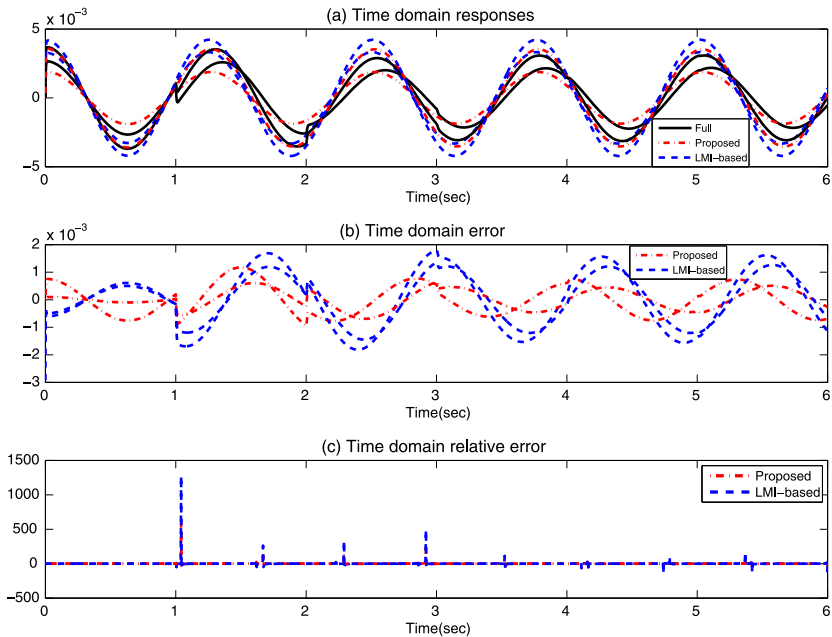 (a) Time domain responses
x 10⁻³
5
0
−5
0 1 2 3 4 5 6
Time(sec)
Full
Proposed
LMI−based
(b) Time domain error
x 10⁻³
2
1
0
−1
−2
−3
0 1 2 3 4 5 6
Time(sec)
Proposed
LMI−based
(c) Time domain relative error
1500
1000
500
0
−500
0 1 2 3 4 5 6
Time(sec)
Proposed
LMI−based